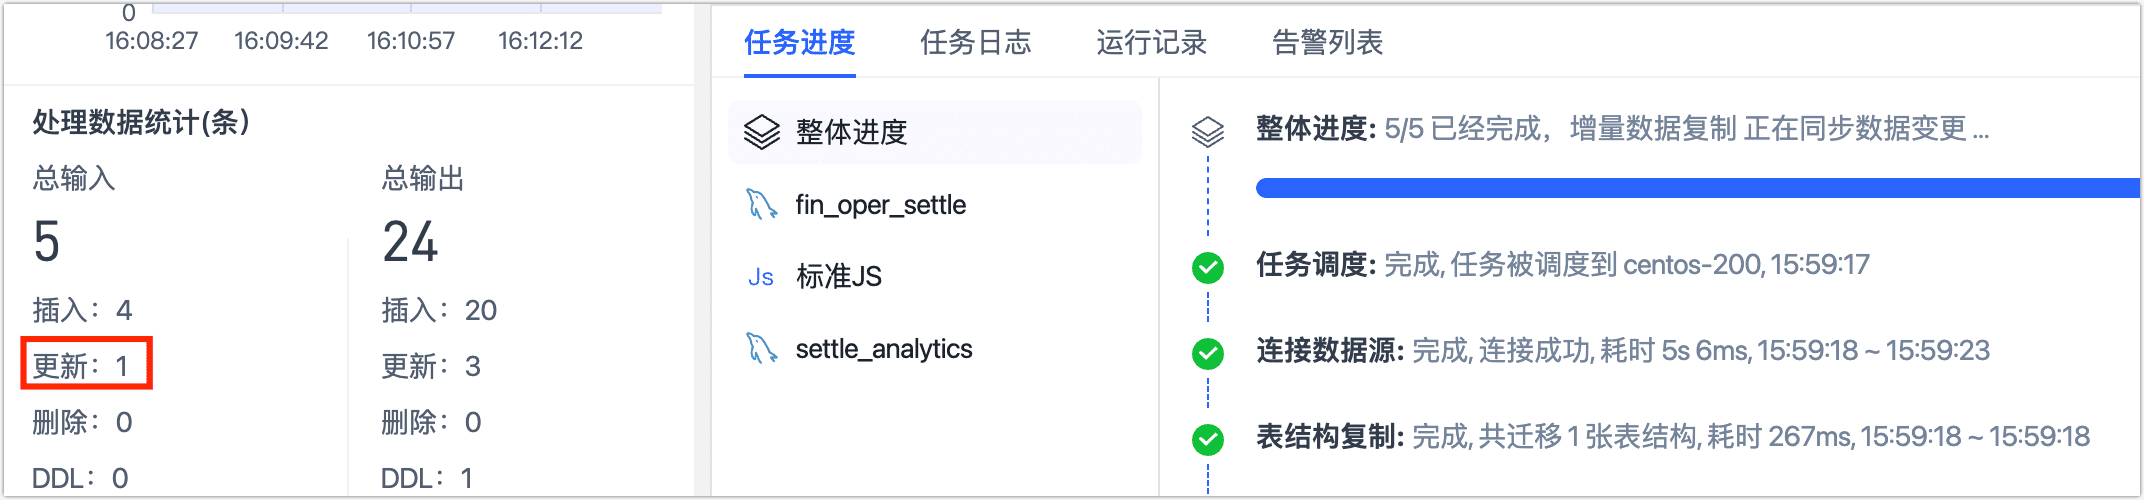 0
16:08:27 16:09:42 16:10:57 16:12:12
处理数据统计(条)
总输入 总输出
5 24
插入：4 插入：20
更新：1 更新：3
删除：0 删除：0
DDL：0 DDL：1
任务进度 任务日志 运行记录 告警列表
整体进度
fin_oper_settle
Js 标准JS
settle_analytics
整体进度: 5/5 已经完成，增量数据复制 正在同步数据变更 ...
任务调度: 完成, 任务被调度到 centos-200, 15:59:17
连接数据源: 完成, 连接成功, 耗时 5s 6ms, 15:59:18 ~ 15:59:23
表结构复制: 完成, 共迁移 1 张表结构, 耗时 267ms, 15:59:18 ~ 15:59:18